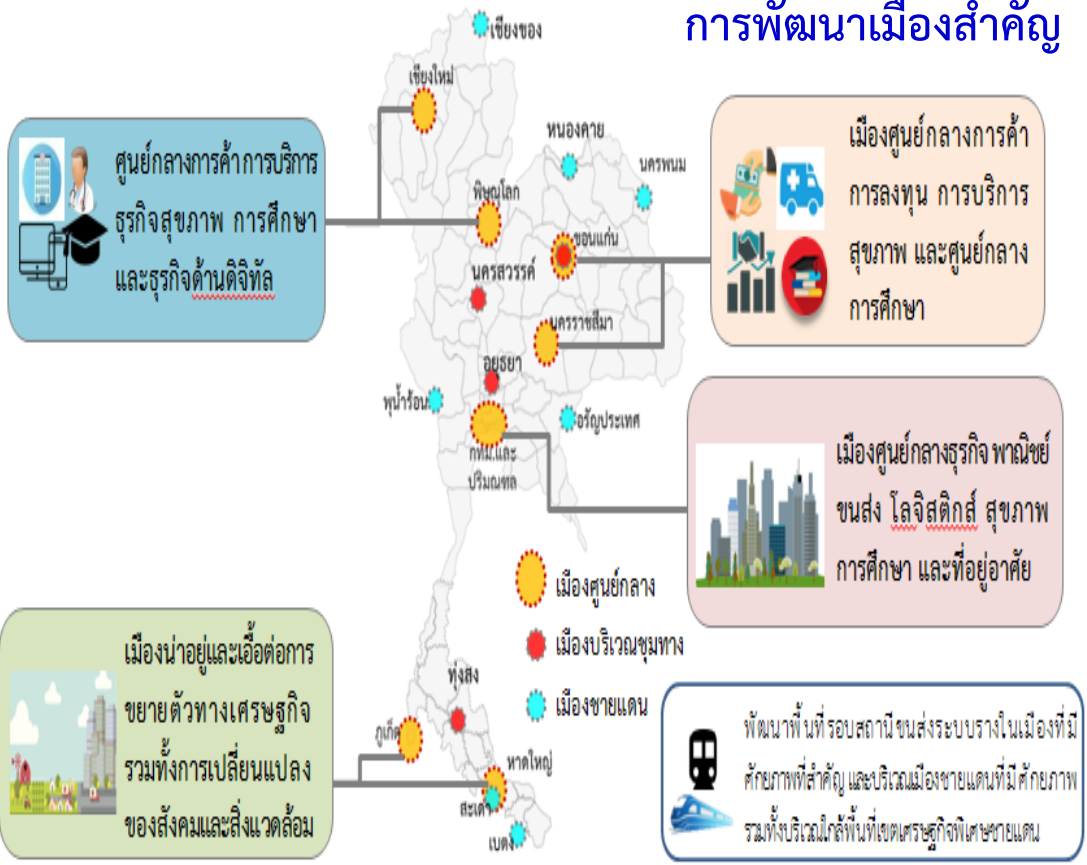 การพัฒนาเมืองสำคัญ
เชียงของ
เชียงใหม่
หนองคาย
นครพนม
พิษณุโลก
ขอนแก่น
นครสวรรค์
นครราชสีมา
อยุธยา
พุน้ำร้อน
อรัญประเทศ
กทม.และ
ปริมณฑล
ศูนย์กลางการค้า การบริการ
ธุรกิจสุขภาพ การศึกษา
และธุรกิจด้านดิจิทัล
เมืองศูนย์กลางการค้า
การลงทุน การบริการ
สุขภาพ และศูนย์กลาง
การศึกษา
เมืองศูนย์กลางธุรกิจ พาณิชย์
ขนส่ง โลจิสติกส์ สุขภาพ
การศึกษา และที่อยู่อาศัย
เมืองศูนย์กลาง
เมืองบริเวณชุมทาง
เมืองชายแดน
ทุ่งสง
ภูเก็ต
หาดใหญ่
สะเดา
เบตง
เมืองน่าอยู่และเอื้อต่อการ
ขยายตัวทางเศรษฐกิจ
รวมทั้งการเปลี่ยนแปลง
ของสังคมและสิ่งแวดล้อม
พัฒนาพื้นที่รอบสถานีขนส่งระบบรางในเมืองที่มี
ศักยภาพที่สำคัญ และบริเวณเมืองชายแดนที่มีศักยภาพ
รวมทั้งบริเวณใกล้พื้นที่เขตเศรษฐกิจพิเศษชายแดน